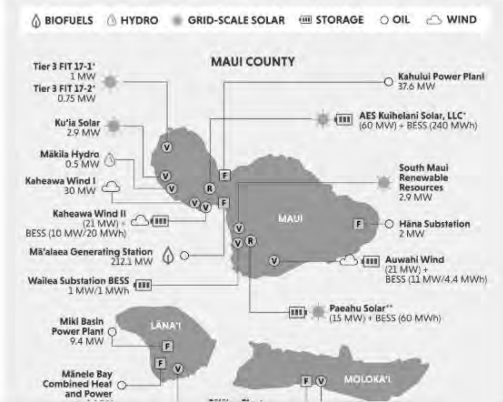 BIOFUELS HYDRO GRID-SCALE SOLAR STORAGE OIL WIND
MAUI COUNTY
Tier 3 FIT 17-1*
1 MW
Tier 3 FIT 17-2*
0.75 MW
Ku'ia Solar
2.9 MW
Mākila Hydro
0.5 MW
Kaheawa Wind I
30 MW
Kaheawa Wind II
(21 MW) +
BESS (10 MW/20 MWh)
Mā'alaea Generating Station
212.1 MW
Wailea Substation BESS
1 MW/1 MWh
Kahului Power Plant
37.6 MW
AES Kuihelani Solar, LLC*
(60 MW) + BESS (240 MWh)
South Maui
Renewable
Resources
2.9 MW
Hāna Substation
2 MW
Auwahi Wind
(21 MW) +
BESS (11 MW/4.4 MWh)
Paeahu Solar**
(15 MW) + BESS (60 MWh)
V
V
V
V
V
R
F
F
V
V
R
V
F
MAUI
Miki Basin
Power Plant
9.4 MW
Mānele Bay
Combined Heat
and Power
LĀNA'I
F
F
V
MOLOKA'I
F
V